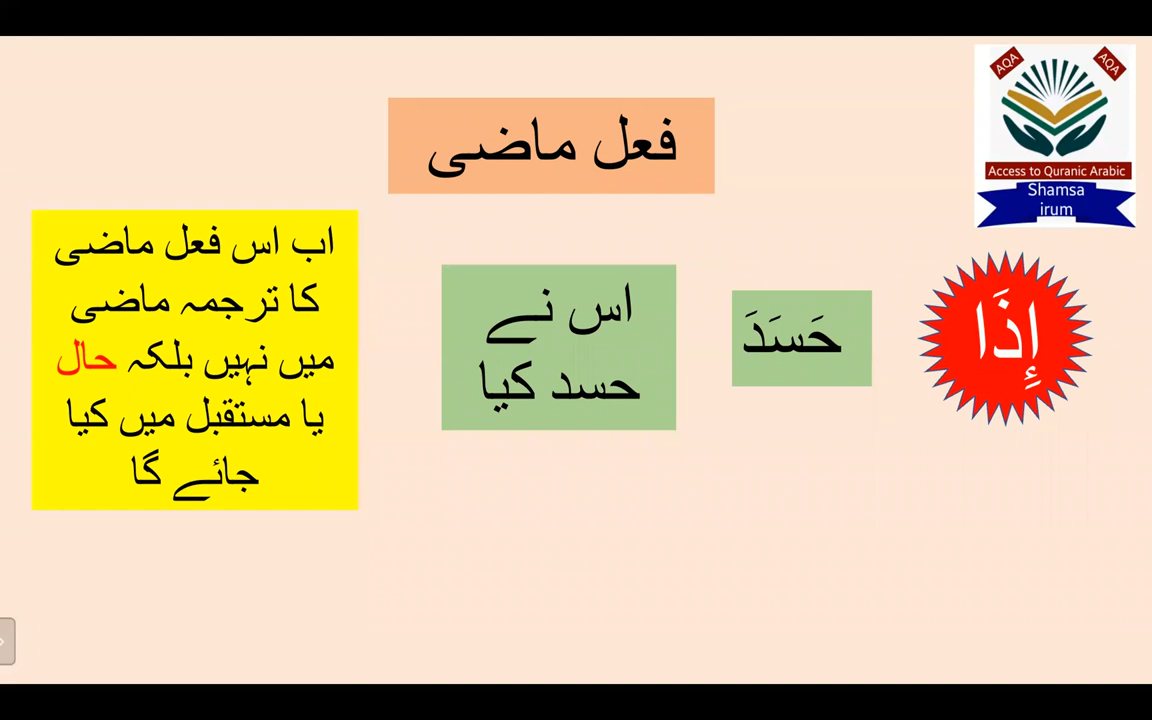 AQA
AQA
Access to Quranic Arabic
Shamsa
irum
فعل ماضی
إِذَا
حَسَدَ
اس نے
حسد کیا
اب اس فعل ماضی
کا ترجمہ ماضی
میں نہیں بلکہ حال
یا مستقبل میں کیا
جائے گا